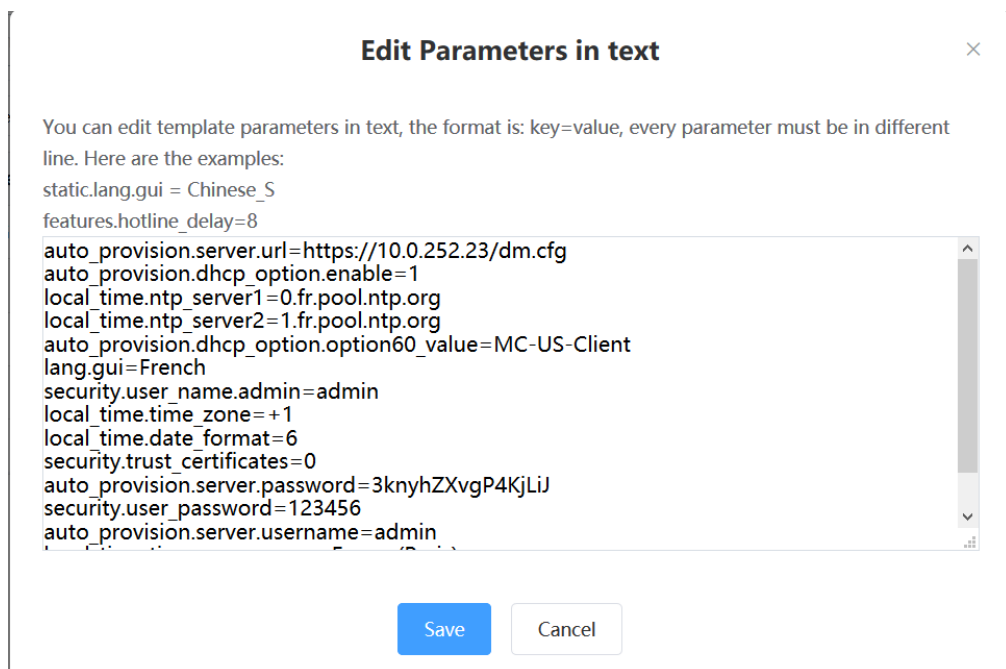 Edit Parameters in text
You can edit template parameters in text, the format is: key=value, every parameter must be in different
line. Here are the examples:
static.lang.gui = Chinese_S
features.hotline_delay=8
auto_provision.server.url=https://10.0.252.23/dm.cfg
auto_provision.dhcp_option.enable=1
local_time.ntp_server1=0.fr.pool.ntp.org
local_time.ntp_server2=1.fr.pool.ntp.org
auto_provision.dhcp_option.option60_value=MC-US-Client
lang.gui=French
security.user_name.admin=admin
local_time.time_zone=+1
local_time.date_format=6
security.trust_certificates=0
auto_provision.server.password=3knyhZXvgP4KjLiJ
security.user_password=123456
auto_provision.server.username=admin
Save
Cancel